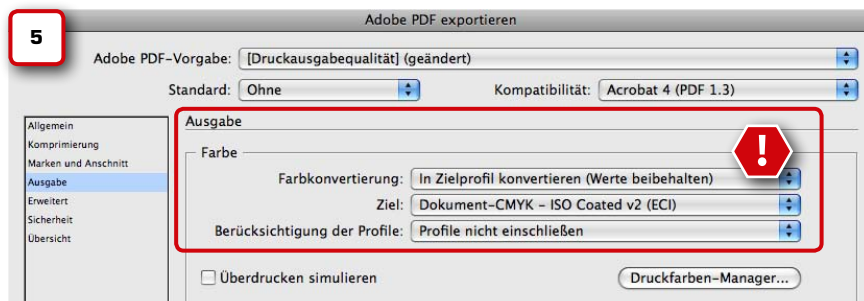 Adobe PDF exportieren
5
Adobe PDF-Vorgabe: [Druckausgabequalität] (geändert)
Standard: Ohne Kompatibilität: Acrobat 4 (PDF 1.3)
Allgemein
Komprimierung
Marken und Anschnitt
Ausgabe
Erweitert
Sicherheit
Übersicht
Ausgabe
Farbe
!
Farbkonvertierung: In Zielprofil konvertieren (Werte beibehalten)
Ziel: Dokument-CMYK – ISO Coated v2 (ECI)
Berücksichtigung der Profile: Profile nicht einschließen
Überdrucken simulieren Druckfarben-Manager...